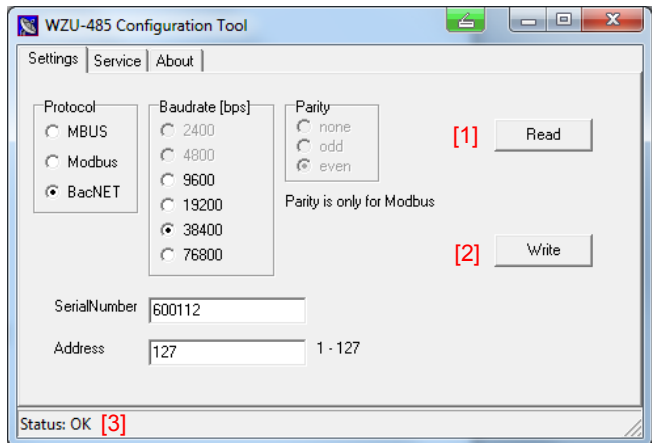 WZU-485 Configuration Tool
Settings Service About
Protocol
MBUS
Modbus
BacNET
Baudrate [bps]
2400
4800
9600
19200
38400
76800
Parity
none
odd
even
Parity is only for Modbus
[1] Read
[2] Write
SerialNumber 600112
Address 127 1 - 127
Status: OK [3]